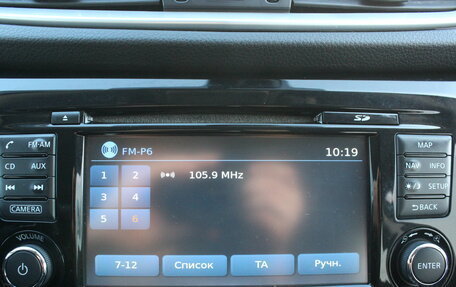 SD
FM-AM
CD AUX
CAMERA
VOLUME
FM-P6 10:19
1 2 105.9 MHz
3 4
5 6
7-12 Список TA Ручн.
MAP
NAV INFO
SETUP
BACK
ENTER